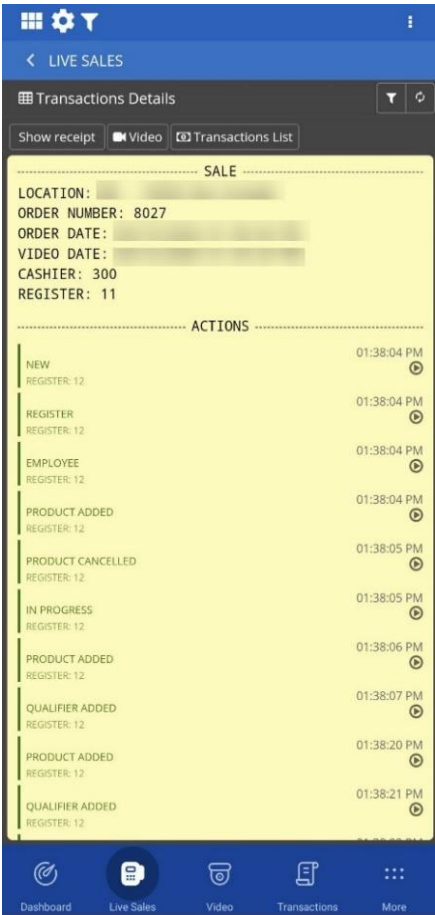 LIVE SALES
Transactions Details
Show receipt Video Transactions List
SALE
LOCATION:
ORDER NUMBER: 8027
ORDER DATE:
VIDEO DATE:
CASHIER: 300
REGISTER: 11
ACTIONS
01:38:04 PM
NEW
REGISTER: 12
01:38:04 PM
REGISTER
REGISTER: 12
01:38:04 PM
EMPLOYEE
REGISTER: 12
01:38:04 PM
PRODUCT ADDED
REGISTER: 12
01:38:05 PM
PRODUCT CANCELLED
REGISTER: 12
01:38:05 PM
IN PROGRESS
REGISTER: 12
01:38:06 PM
PRODUCT ADDED
REGISTER: 12
01:38:07 PM
QUALIFIER ADDED
REGISTER: 12
01:38:20 PM
PRODUCT ADDED
REGISTER: 12
01:38:21 PM
QUALIFIER ADDED
REGISTER: 12
Dashboard Live Sales Video Transactions More